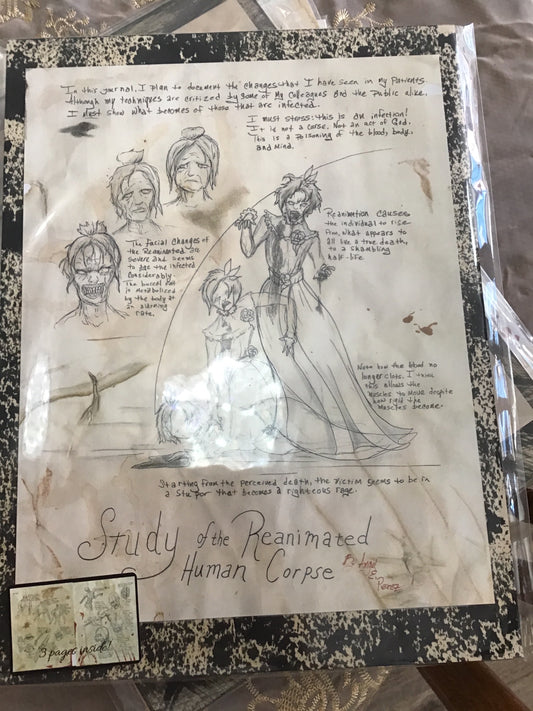 In this journal, I plan to document the changes that I have seen in my Patients.
Although my techniques are critized by some of my Colleagues and the Public alike.
I must show what becomes of those that are infected.
I must stress: this is an infection!
It is not a corse. Not an act of God.
This is a Poisoning of the blood, body,
and Mind.
Reanimation Causes
the individual to rise
from, what appears to
all like a true death,
to a shambling
half-life.
The facial Changes of
the Reanimated are
severe and seems
to age the infected
Considerably.
The buccal fat
is metabolized
by the body at
an alarming
rate.
Note how the blood no
longer clots. I think
this allows the
muscles to move despite
how rigid the
muscles become.
Starting from the perceived death, the victim seems to be in
a stupor that becomes a righteous rage.
Study of the Reanimated
Human Corpse
E.
Perez
3 pages inside!